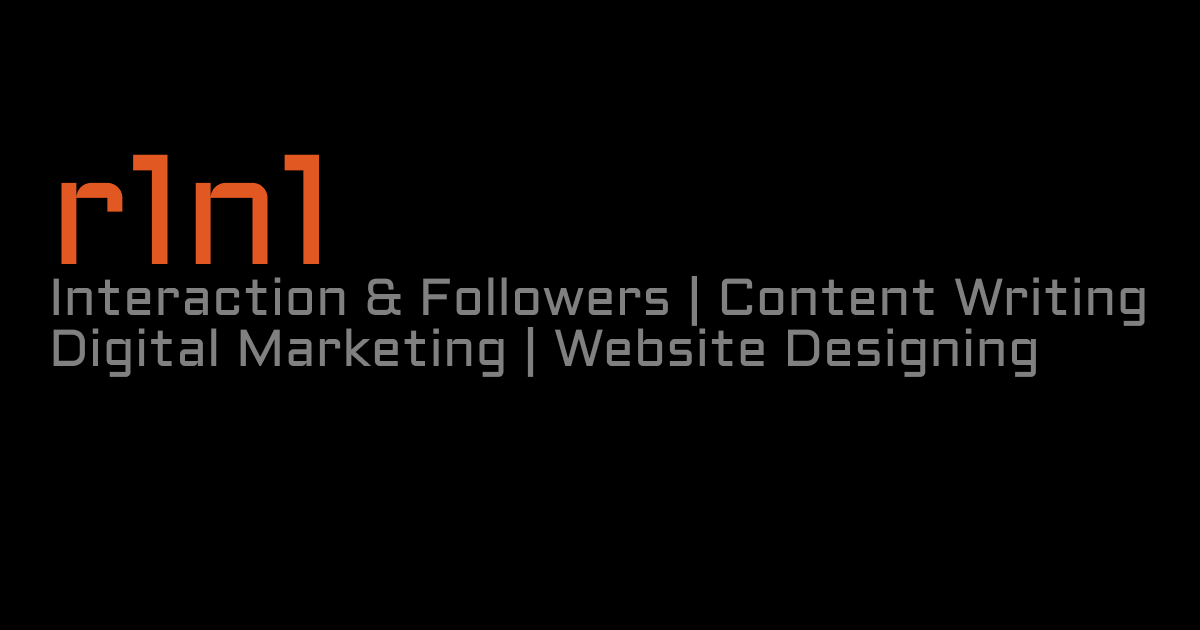 r1n1
Interaction & Followers | Content Writing
Digital Marketing | Website Designing